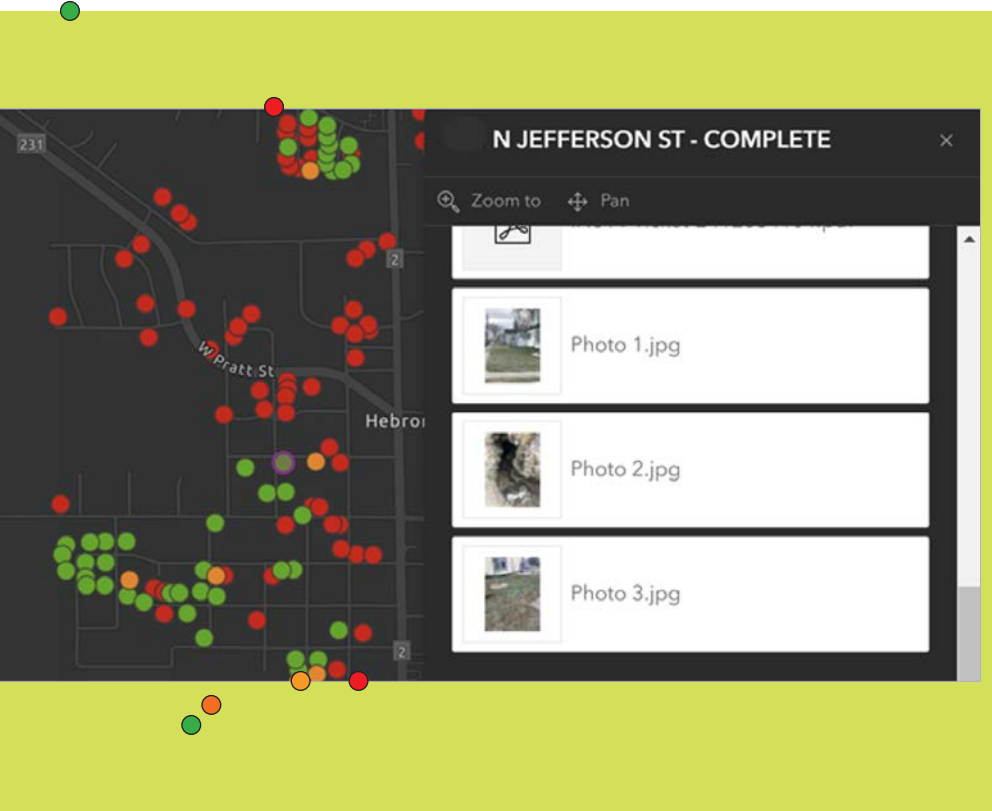 231
N JEFFERSON ST - COMPLETE
Zoom to
Pan
2
Photo 1.jpg
W Pratt St
Hebro
Photo 2.jpg
Photo 3.jpg
2